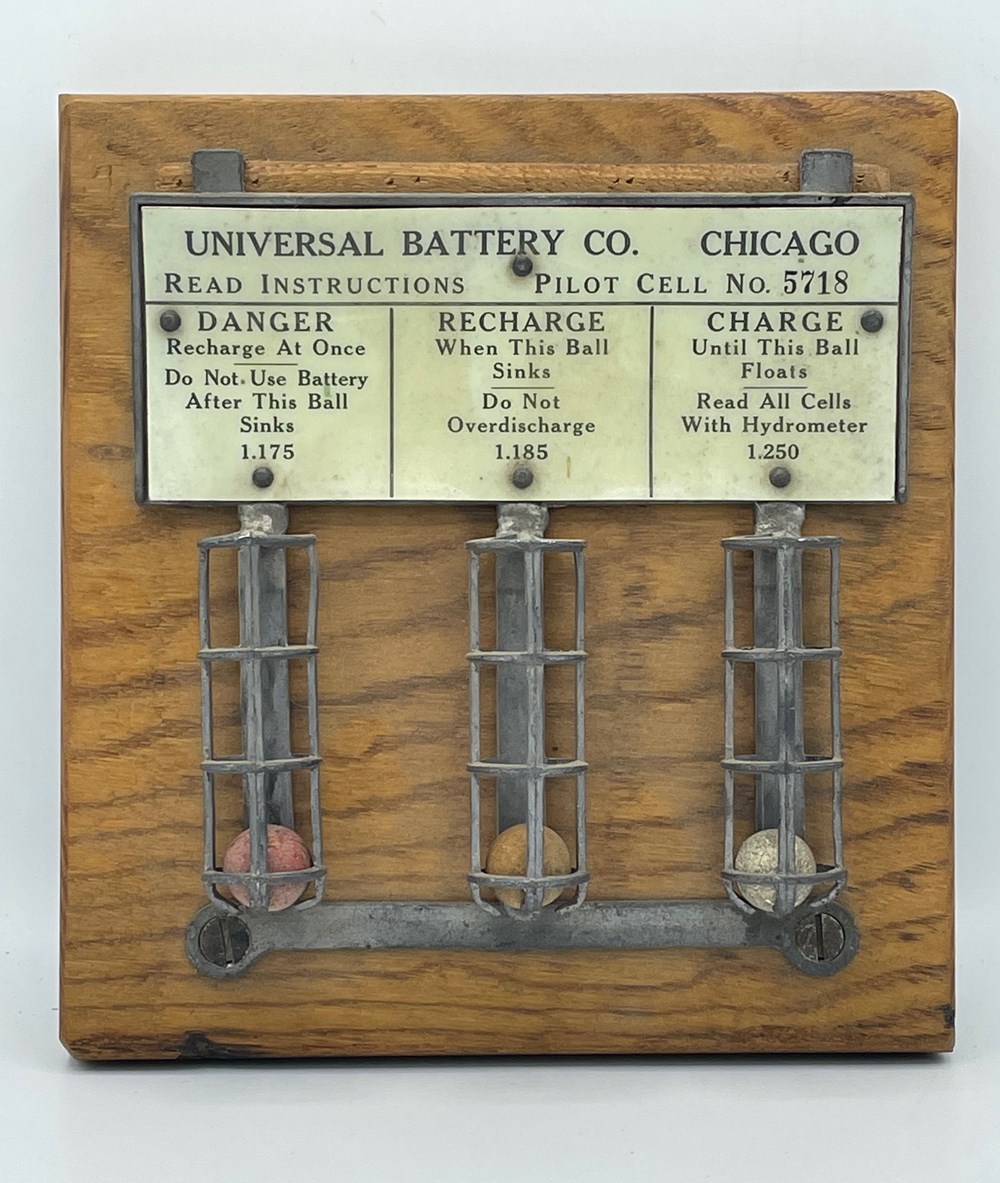 UNIVERSAL BATTERY CO. CHICAGO
READ INSTRUCTIONS PILOT CELL NO. 5718
DANGER
Recharge At Once
Do Not Use Battery
After This Ball
Sinks
1.175
RECHARGE
When This Ball
Sinks
Do Not
Overdischarge
1.185
CHARGE
Until This Ball
Floats
Read All Cells
With Hydrometer
1.250